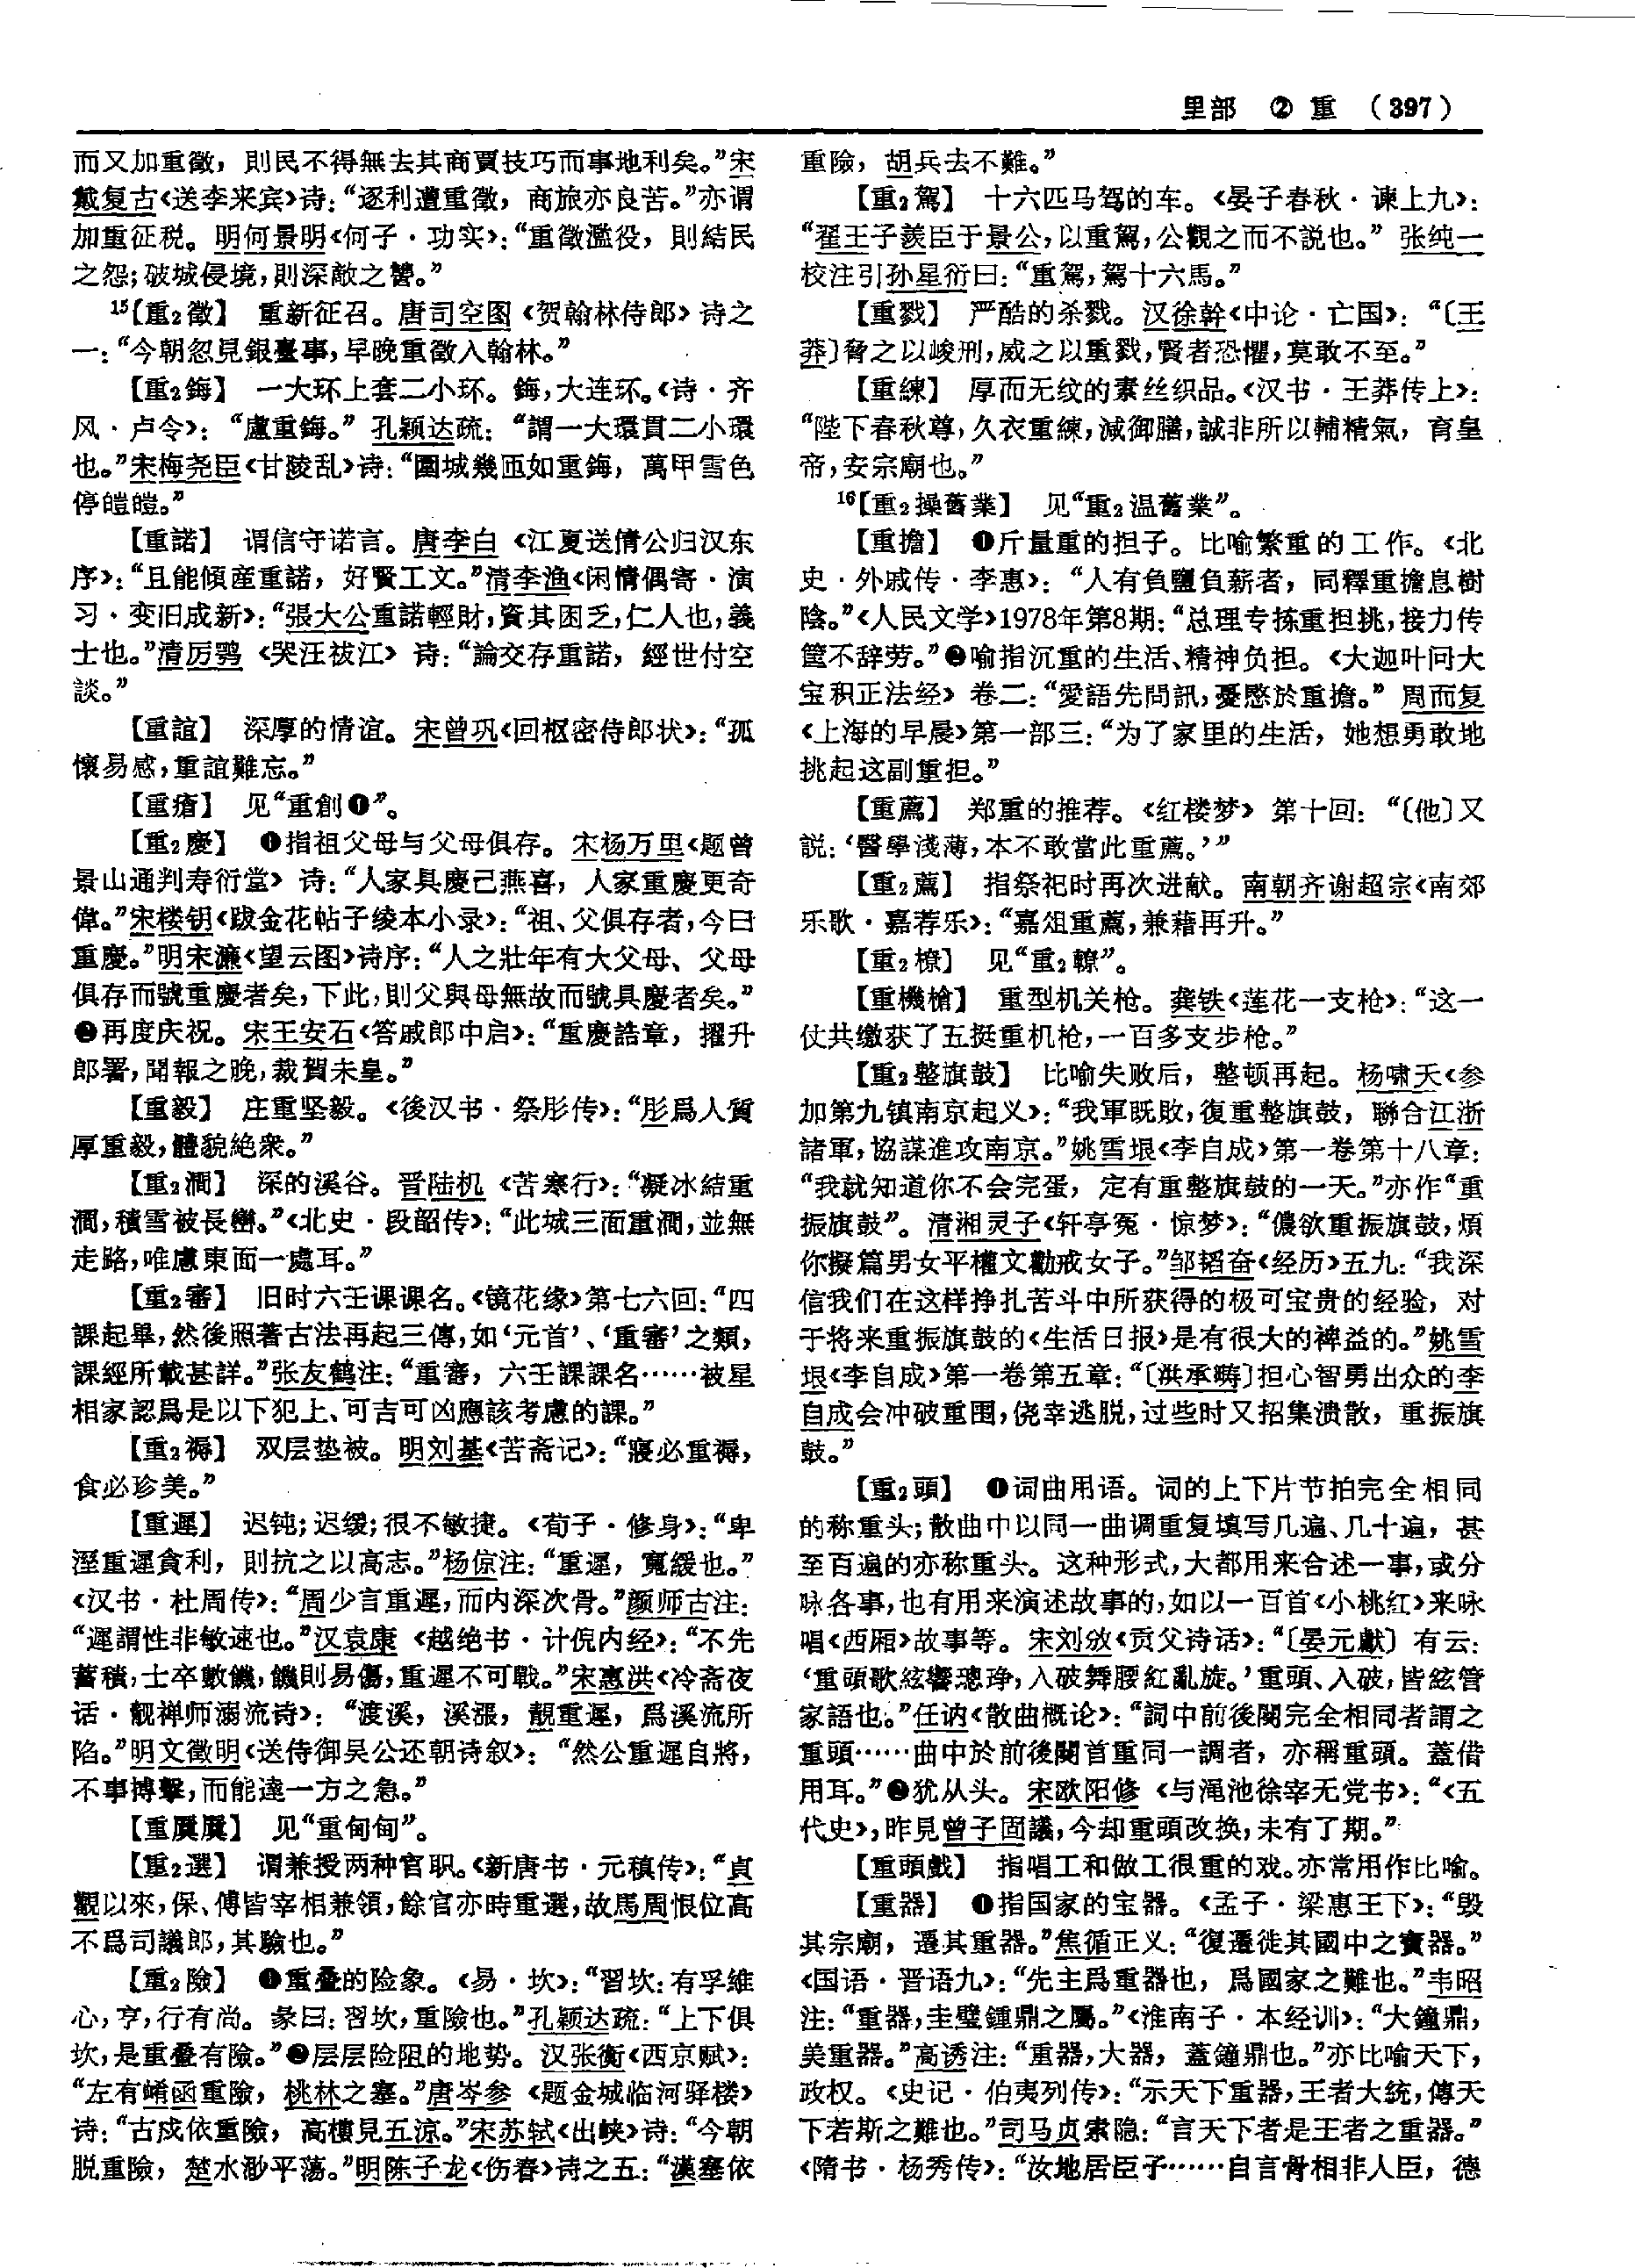 里部　② 重　（397）
而又加重徵，則民不得無去其商賈技巧而事地利矣。”宋
戴复古《送李来宾》诗：“逐利遭重徵，商旅亦良苦。”亦谓
加重征税。明何景明《何子·功实》：“重徵濫役，則結民
之怨；破城侵境，則深敵之讐。”
15【重2徵】　重新征召。唐司空图《贺翰林侍郎》诗之
一：“今朝忽見銀臺事，早晚重徵入翰林。”
【重2鋂】　一大环上套二小环。鋂，大连环。《诗·齐
风·卢令》：“盧重鋂。”孔颖达疏：“謂一大環貫二小環
也。”宋梅尧臣《甘陵乱》诗：“圍城幾匝如重鋂，萬甲雪色
停皚皚。”
【重諾】　谓信守诺言。唐李白《江夏送倩公归汉东
序》：“且能傾産重諾，好賢工文。”清李渔《闲情偶寄·演
习·变旧成新》：“張大公重諾輕財，資其困乏，仁人也，義
士也。”清厉鹗《哭汪祓江》诗：“論交存重諾，經世付空
談。”
【重誼】　深厚的情谊。宋曾巩《回枢密侍郎状》：“孤
懷易感，重誼難忘。”
【重瘡】　见“重創❶”。
【重2慶】　❶指祖父母与父母俱存。宋杨万里《题曾
景山通判寿衍堂》诗：“人家具慶已燕喜，人家重慶更奇
偉。”宋楼钥《跋金花帖子绫本小录》：“祖、父俱存者，今曰
重慶。”明宋濂《望云图》诗序：“人之壯年有大父母、父母
俱存而號重慶者矣，下此，則父與母無故而號具慶者矣。”
❷再度庆祝。宋王安石《答戚郎中启》：“重慶誥章，擢升
郎署，聞報之晚，裁賀未皇。”
【重毅】　庄重坚毅。《後汉书·祭肜传》：“肜爲人質
厚重毅，體貌絶衆。”
【重2澗】　深的溪谷。晋陆机《苦寒行》：“凝冰結重
澗，積雪被長巒。”《北史·段韶传》：“此城三面重澗，並無
走路，唯慮東面一處耳。”
【重2審】　旧时六壬课课名。《镜花缘》第七六回：“四
課起畢，然後照著古法再起三傳，如‘元首’、‘重審’之類，
課經所載甚詳。”张友鹤注：“重審，六壬課課名……被星
相家認爲是以下犯上、可吉可凶應該考慮的課。”
【重2褥】　双层垫被。明刘基《苦斋记》：“寢必重褥，
食必珍美。”
【重遲】　迟钝；迟缓；很不敏捷。《荀子·修身》：“卑
溼重遲貪利，則抗之以高志。”杨倞注：“重遲，寬緩也。”
《汉书·杜周传》：“周少言重遲，而内深次骨。”颜师古注：
“遲謂性非敏速也。”汉袁康《越绝书·计倪内经》：“不先
蓄積，士卒數饑，饑則易傷，重遲不可戰。”宋惠洪《冷斋夜
话·靓禅师溺流诗》：“渡溪，溪漲，靚重遲，爲溪流所
陷。”明文徵明《送侍御吴公还朝诗叙》：“然公重遲自將，
不事搏擊，而能達一方之急。”
【重屭屭】　见“重甸甸”。
【重2選】　谓兼授两种官职。《新唐书·元稹传》：“貞
觀以來，保、傅皆宰相兼領，餘官亦時重選，故馬周恨位高
不爲司議郎，其驗也。”
【重2險】　❶重叠的险象。《易·坎》：“習坎：有孚維
心，亨，行有尚。彖曰：習坎，重險也。”孔颖达疏：“上下俱
坎，是重疊有險。”❷层层险阻的地势。汉张衡《西京赋》：
“左有崤函重險，桃林之塞。”唐岑参《题金城临河驿楼》
诗：“古戍依重險，高樓見五涼。”宋苏轼《出峡》诗：“今朝
脱重險，楚水渺平蕩。”明陈子龙《伤春》诗之五：“漢塞依
重險，胡兵去不難。”
【重2駕】　十六匹马驾的车。《晏子春秋·谏上九》：
“翟王子羨臣于景公，以重駕，公觀之而不説也。”张纯一
校注引孙星衍曰：“重駕，駕十六馬。”
【重戮】　严酷的杀戮。汉徐幹《中论·亡国》：“〔王
莽〕脅之以峻刑，威之以重戮，賢者恐懼，莫敢不至。”
【重練】　厚而无纹的素丝织品。《汉书·王莽传上》：
“陛下春秋尊，久衣重練，減御膳，誠非所以輔精氣，育皇
帝，安宗廟也。”
16【重2操舊業】　见“重2温舊業”。
【重擔】　❶斤量重的担子。比喻繁重的工作。《北
史·外戚传·李惠》：“人有負鹽負薪者，同釋重擔息樹
陰。”《人民文学》1978年第8期：“总理专拣重担挑，接力传
筐不辞劳。”❷喻指沉重的生活、精神负担。《大迦叶问大
宝积正法经》卷二：“愛語先問訊，憂愍於重擔。”周而复
《上海的早晨》第一部三：“为了家里的生活，她想勇敢地
挑起这副重担。”
【重薦】　郑重的推荐。《红楼梦》第十回：“〔他〕又
説：‘醫學淺薄，本不敢當此重薦。’”
【重2薦】　指祭祀时再次进献。南朝齐谢超宗《南郊
乐歌·嘉荐乐》：“嘉俎重薦，兼藉再升。”
【重2橑】　见“重2轑”。
【重機槍】　重型机关枪。龚铁《莲花一支枪》：“这一
仗共缴获了五挺重机枪，一百多支步枪。”
【重2整旗鼓】　比喻失败后，整顿再起。杨啸天《参
加第九镇南京起义》：“我軍既敗，復重整旗鼓，聯合江浙
諸軍，協謀進攻南京。”姚雪垠《李自成》第一卷第十八章：
“我就知道你不会完蛋，定有重整旗鼓的一天。”亦作“重
振旗鼓”。清湘灵子《轩亭冤·惊梦》：“儂欲重振旗鼓，煩
你擬篇男女平權文勸戒女子。”邹韬奋《经历》五九：“我深
信我们在这样挣扎苦斗中所获得的极可宝贵的经验，对
于将来重振旗鼓的《生活日报》是有很大的裨益的。”姚雪
垠《李自成》第一卷第五章：“〔洪承畴〕担心智勇出众的李
自成会冲破重围，侥幸逃脱，过些时又招集溃散，重振旗
鼓。”
【重2頭】　❶词曲用语。词的上下片节拍完全相同
的称重头；散曲中以同一曲调重复填写几遍、几十遍，甚
至百遍的亦称重头。这种形式，大都用来合述一事，或分
咏各事，也有用来演述故事的，如以一百首《小桃红》来咏
唱《西厢》故事等。宋刘攽《贡父诗话》：“〔晏元獻〕有云：
‘重頭歌絃響璁琤，入破舞腰紅亂旋。’重頭、入破，皆絃管
家語也。”任讷《散曲概论》：“詞中前後闋完全相同者謂之
重頭……曲中於前後闋首重同一調者，亦稱重頭。蓋借
用耳。”❷犹从头。宋欧阳修《与渑池徐宰无党书》：“《五
代史》，昨見曾子固議，今却重頭改换，未有了期。”
【重頭戲】　指唱工和做工很重的戏。亦常用作比喻。
【重器】　❶指国家的宝器。《孟子·梁惠王下》：“毁
其宗廟，遷其重器。”焦循正义：“復遷徙其國中之寶器。”
《国语·晋语九》：“先主爲重器也，爲國家之難也。”韦昭
注：“重器，圭璧鍾鼎之屬。”《淮南子·本经训》：“大鐘鼎，
美重器。”高诱注：“重器，大器，蓋鐘鼎也。”亦比喻天下，
政权。《史记·伯夷列传》：“示天下重器，王者大統，傳天
下若斯之難也。”司马贞索隐：“言天下者是王者之重器。”
《隋书·杨秀传》：“汝地居臣子……自言骨相非人臣，德